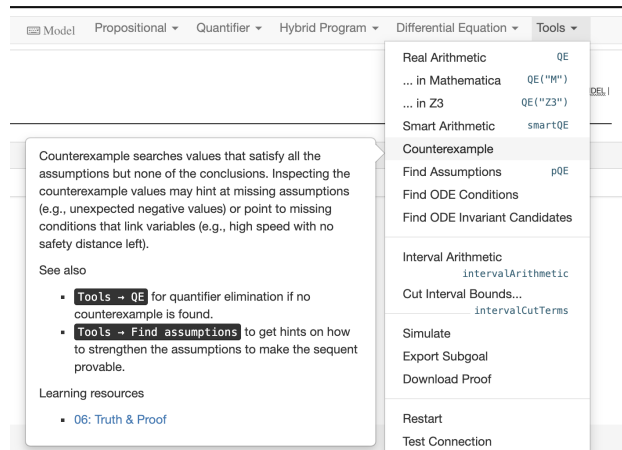 Model Propositional Quantifier Hybrid Program Differential Equation Tools
DEL |
Real Arithmetic QE
... in Mathematica QE("M")
... in Z3 QE("Z3")
Smart Arithmetic smartQE
Counterexample
Find Assumptions pQE
Find ODE Conditions
Find ODE Invariant Candidates
Interval Arithmetic
intervalArithmetic
Cut Interval Bounds...
intervalCutTerms
Simulate
Export Subgoal
Download Proof
Restart
Test Connection
Counterexample searches values that satisfy all the
assumptions but none of the conclusions. Inspecting the
counterexample values may hint at missing assumptions
(e.g., unexpected negative values) or point to missing
conditions that link variables (e.g., high speed with no
safety distance left).
See also
▪ Tools → QE for quantifier elimination if no
counterexample is found.
▪ Tools → Find assumptions to get hints on how
to strengthen the assumptions to make the sequent
provable.
Learning resources
▪ 06: Truth & Proof